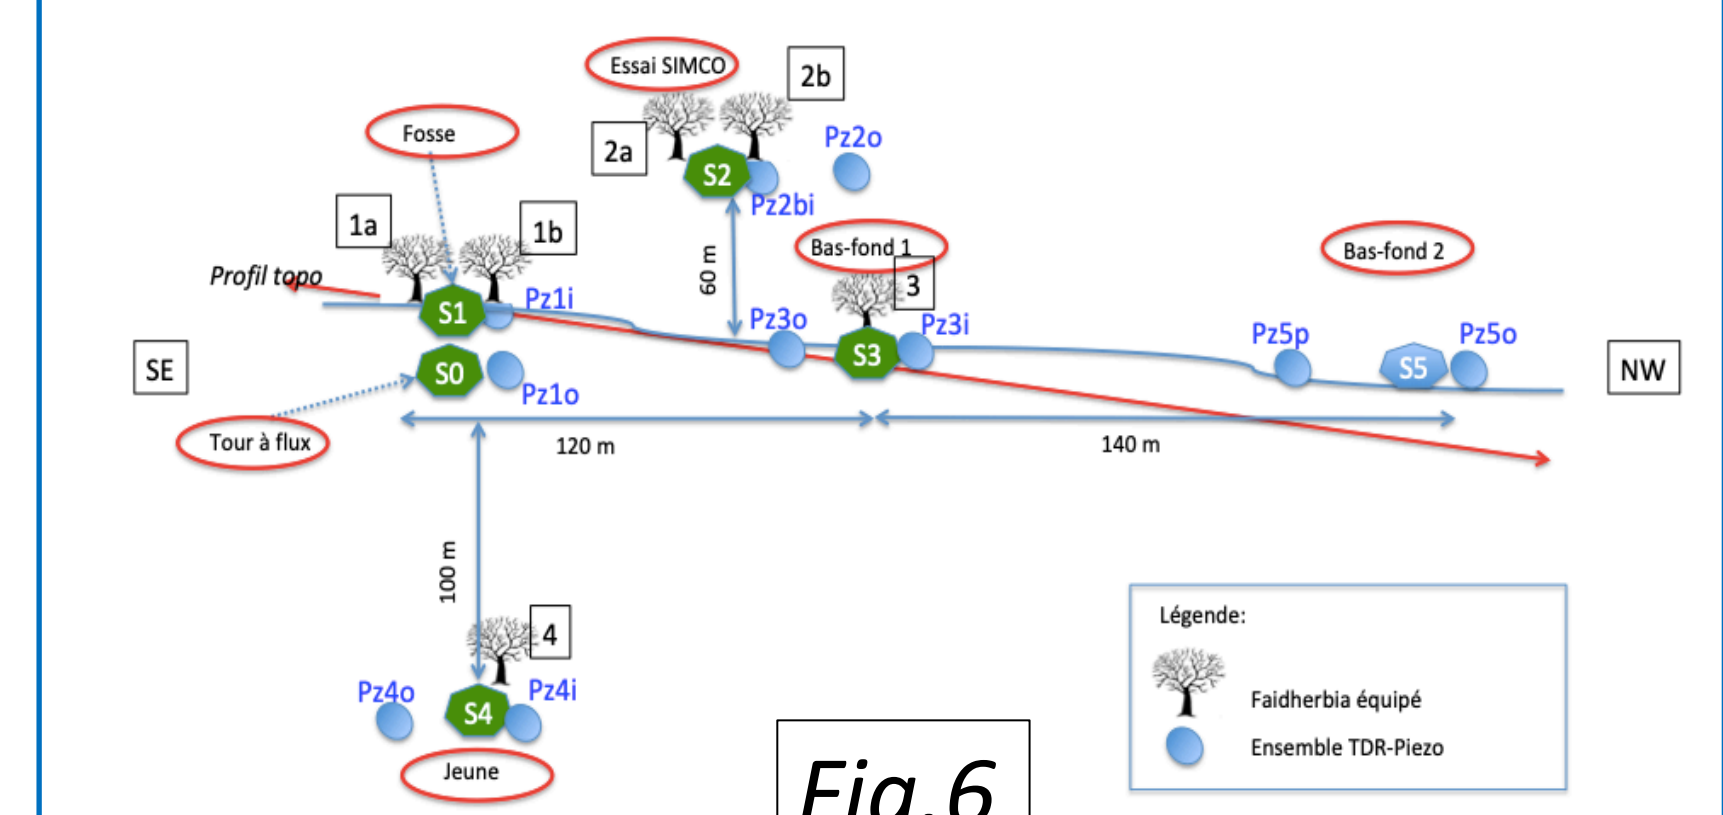 Essai SIMCO
2b
Fosse
Pz2o
2a
S2
Pz2bi
1a
1b
Bas-fond 1
Bas-fond 2
60 m
Profil topo
3
S1
Pz1i
Pz3o
Pz3i
Pz5p
Pz5o
SE
S3
S5
NW
S0
Pz1o
Tour à flux
120 m
140 m
100 m
4
Légende:
Pz4o
Pz4i
S4
Faidherbia équipé
Ensemble TDR-Piezo
Jeune
Fig.6